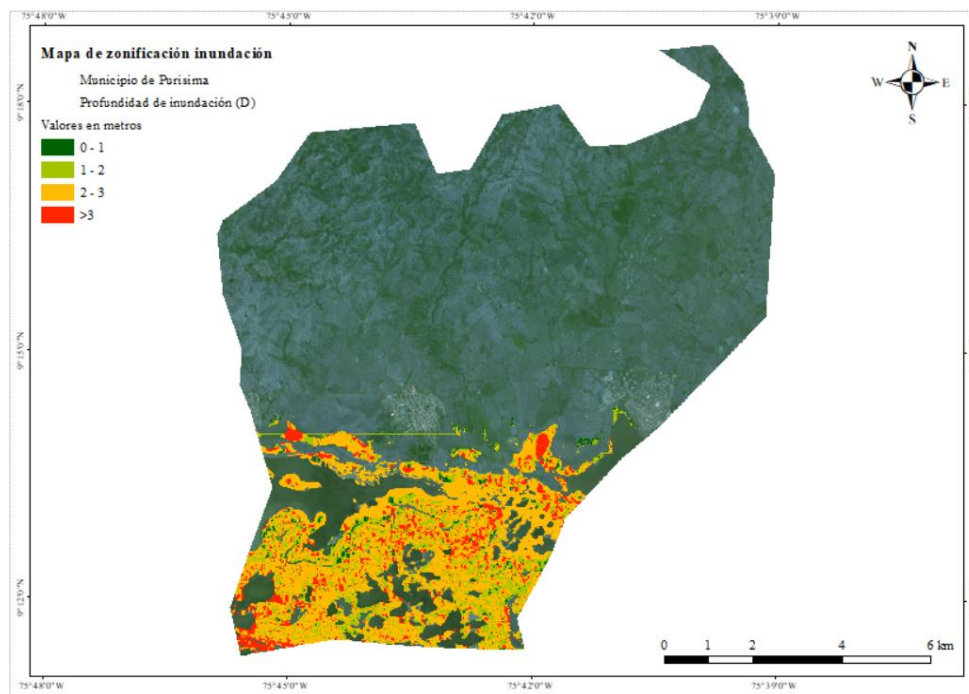 75°48'0"W 75°45'0"W 75°42'0"W 75°39'0"W
Mapa de zonificación inundación
Municipio de Purisima
Profundidad de inundación (D)
Valores en metros
0 - 1
1 - 2
2 - 3
>3
N
W E
S
9°18'0"N
9°15'0"N
9°12'0"N
0 1 2 4 6 km
75°48'0"W 75°45'0"W 75°42'0"W 75°39'0"W